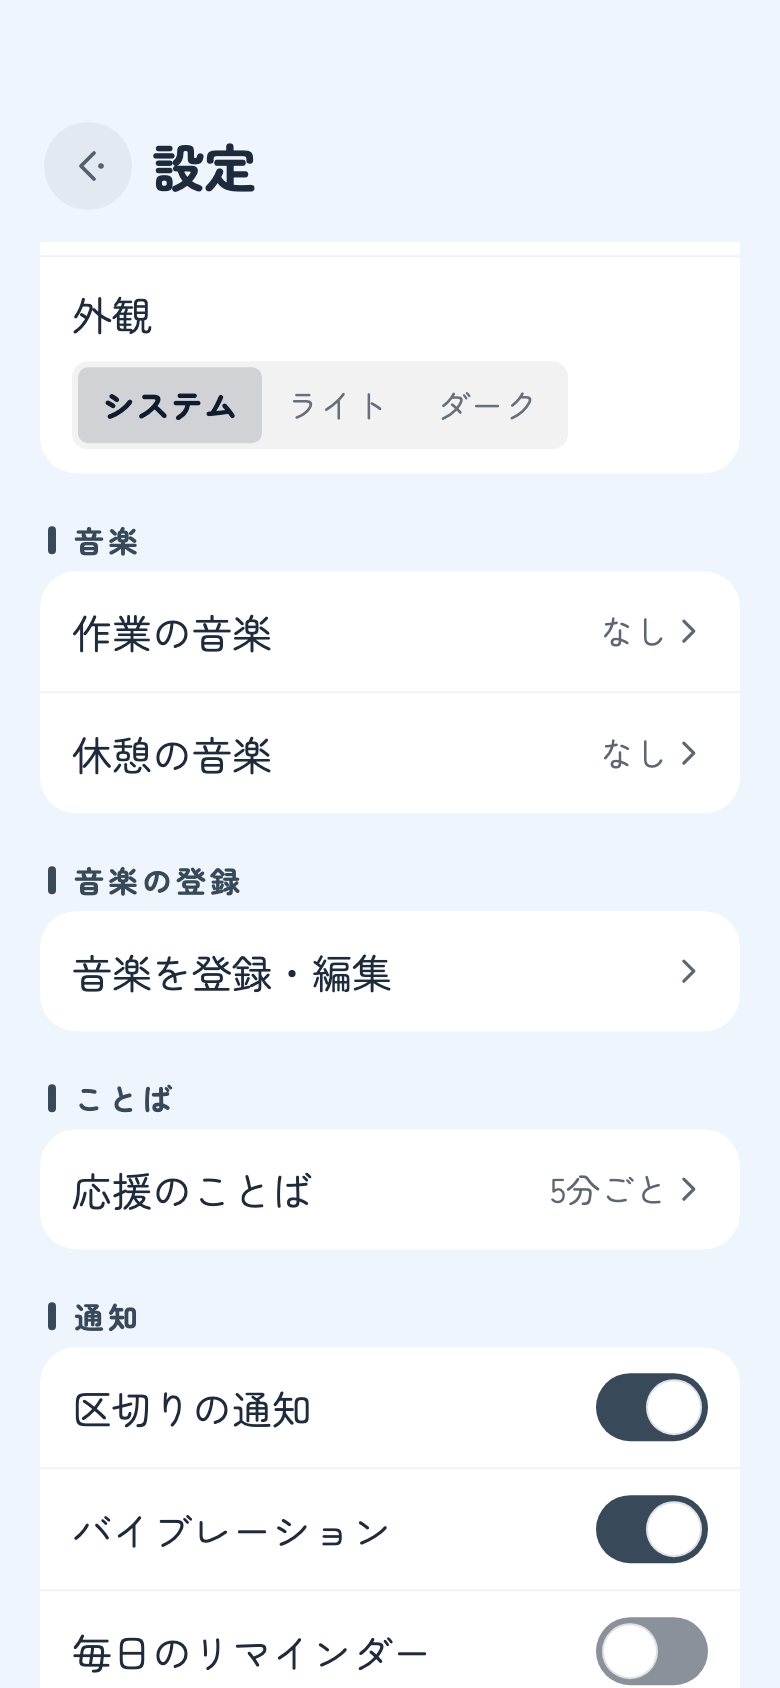 設定
外観
システム ライト ダーク
音楽
作業の音楽 なし
休憩の音楽 なし
音楽の登録
音楽を登録・編集
ことば
応援のことば 5分ごと
通知
区切りの通知
バイブレーション
毎日のリマインダー